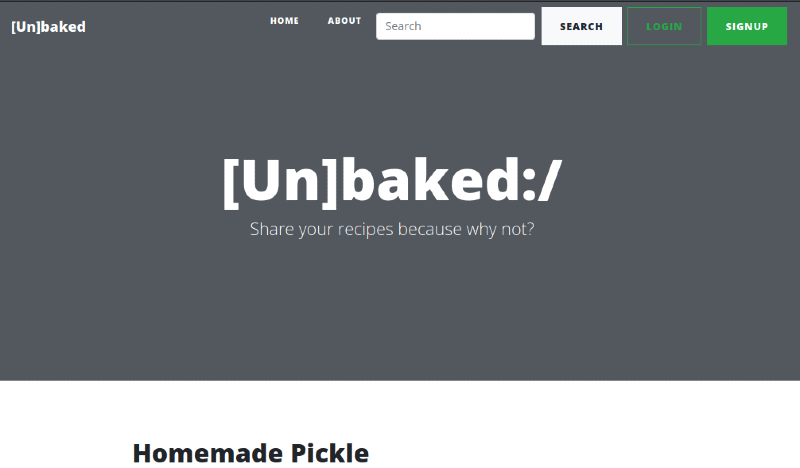 [Un]baked
HOME ABOUT Search SEARCH LOGIN SIGNUP
[Un]baked:/
Share your recipes because why not?
Homemade Pickle